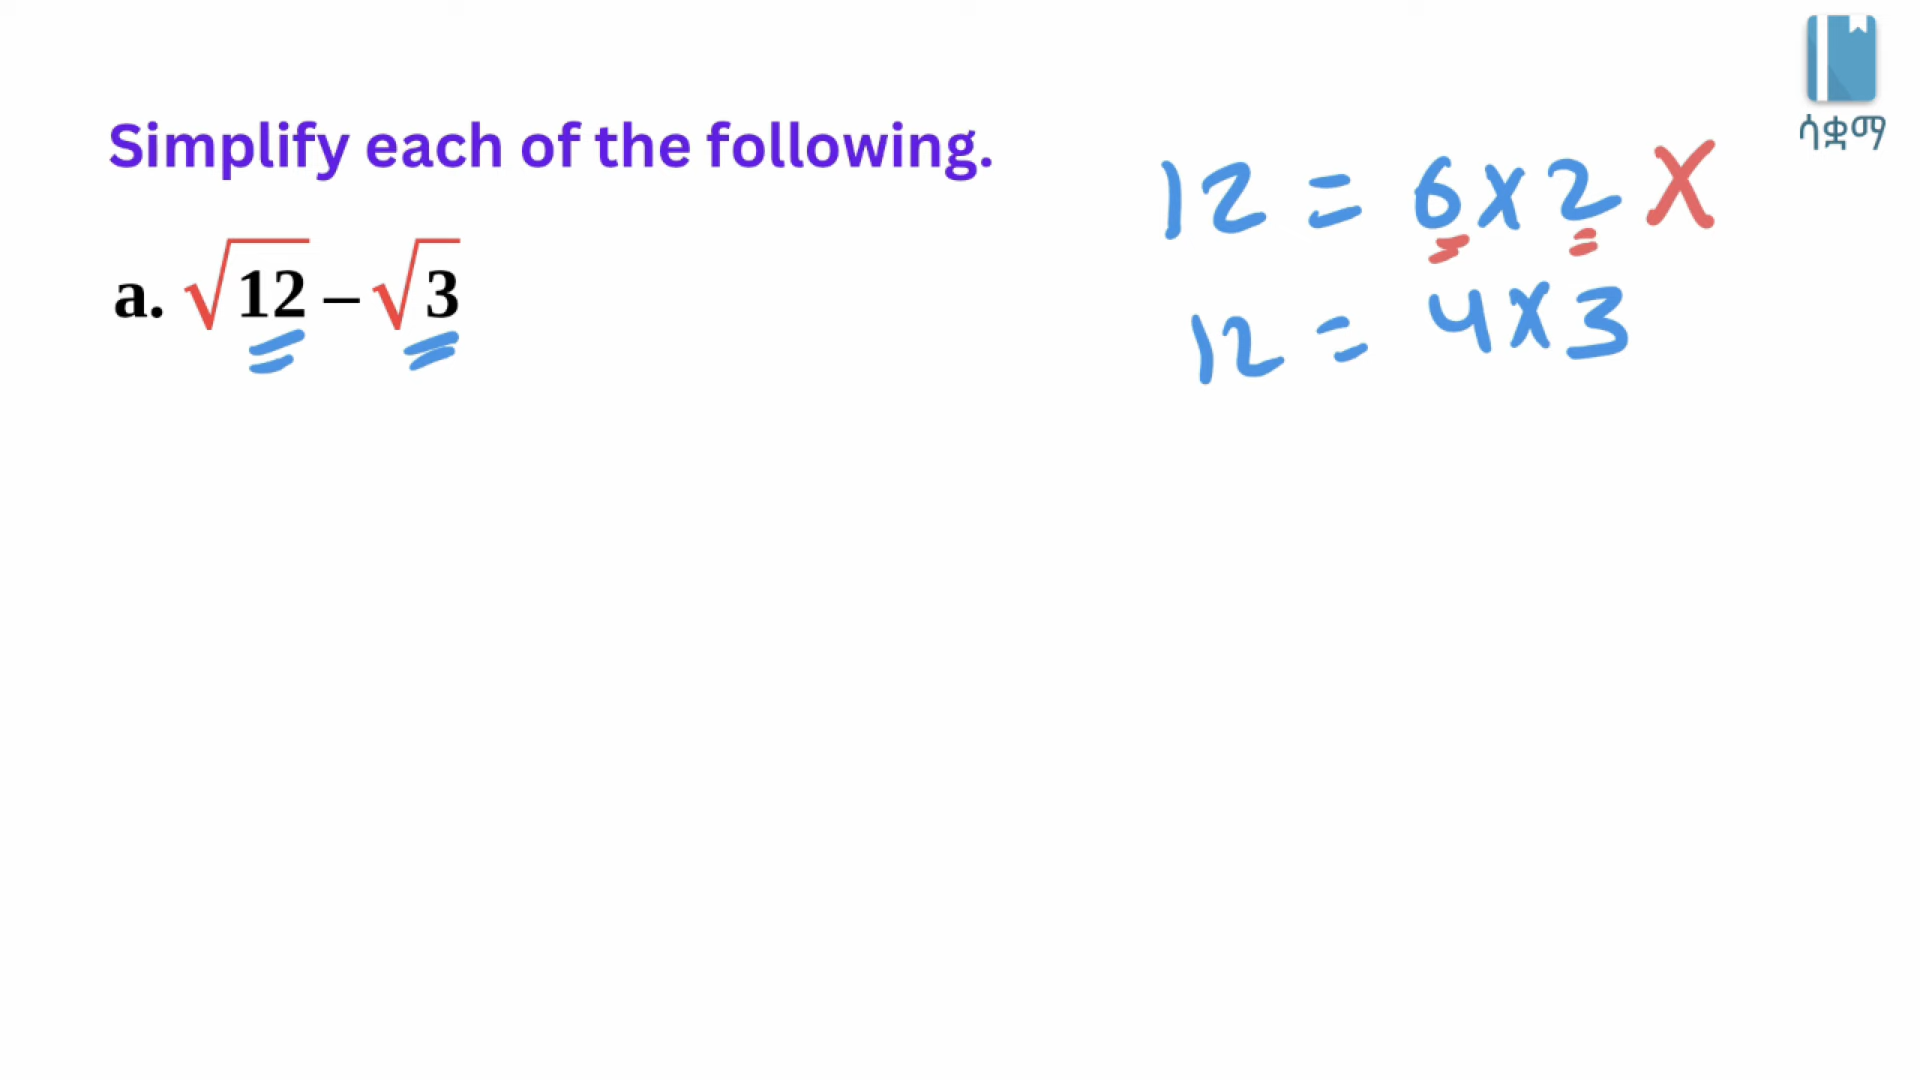 ሳቋማ
Simplify each of the following.
12 = 6 x 2 X
a. √12 – √3
12 = 4 x 3